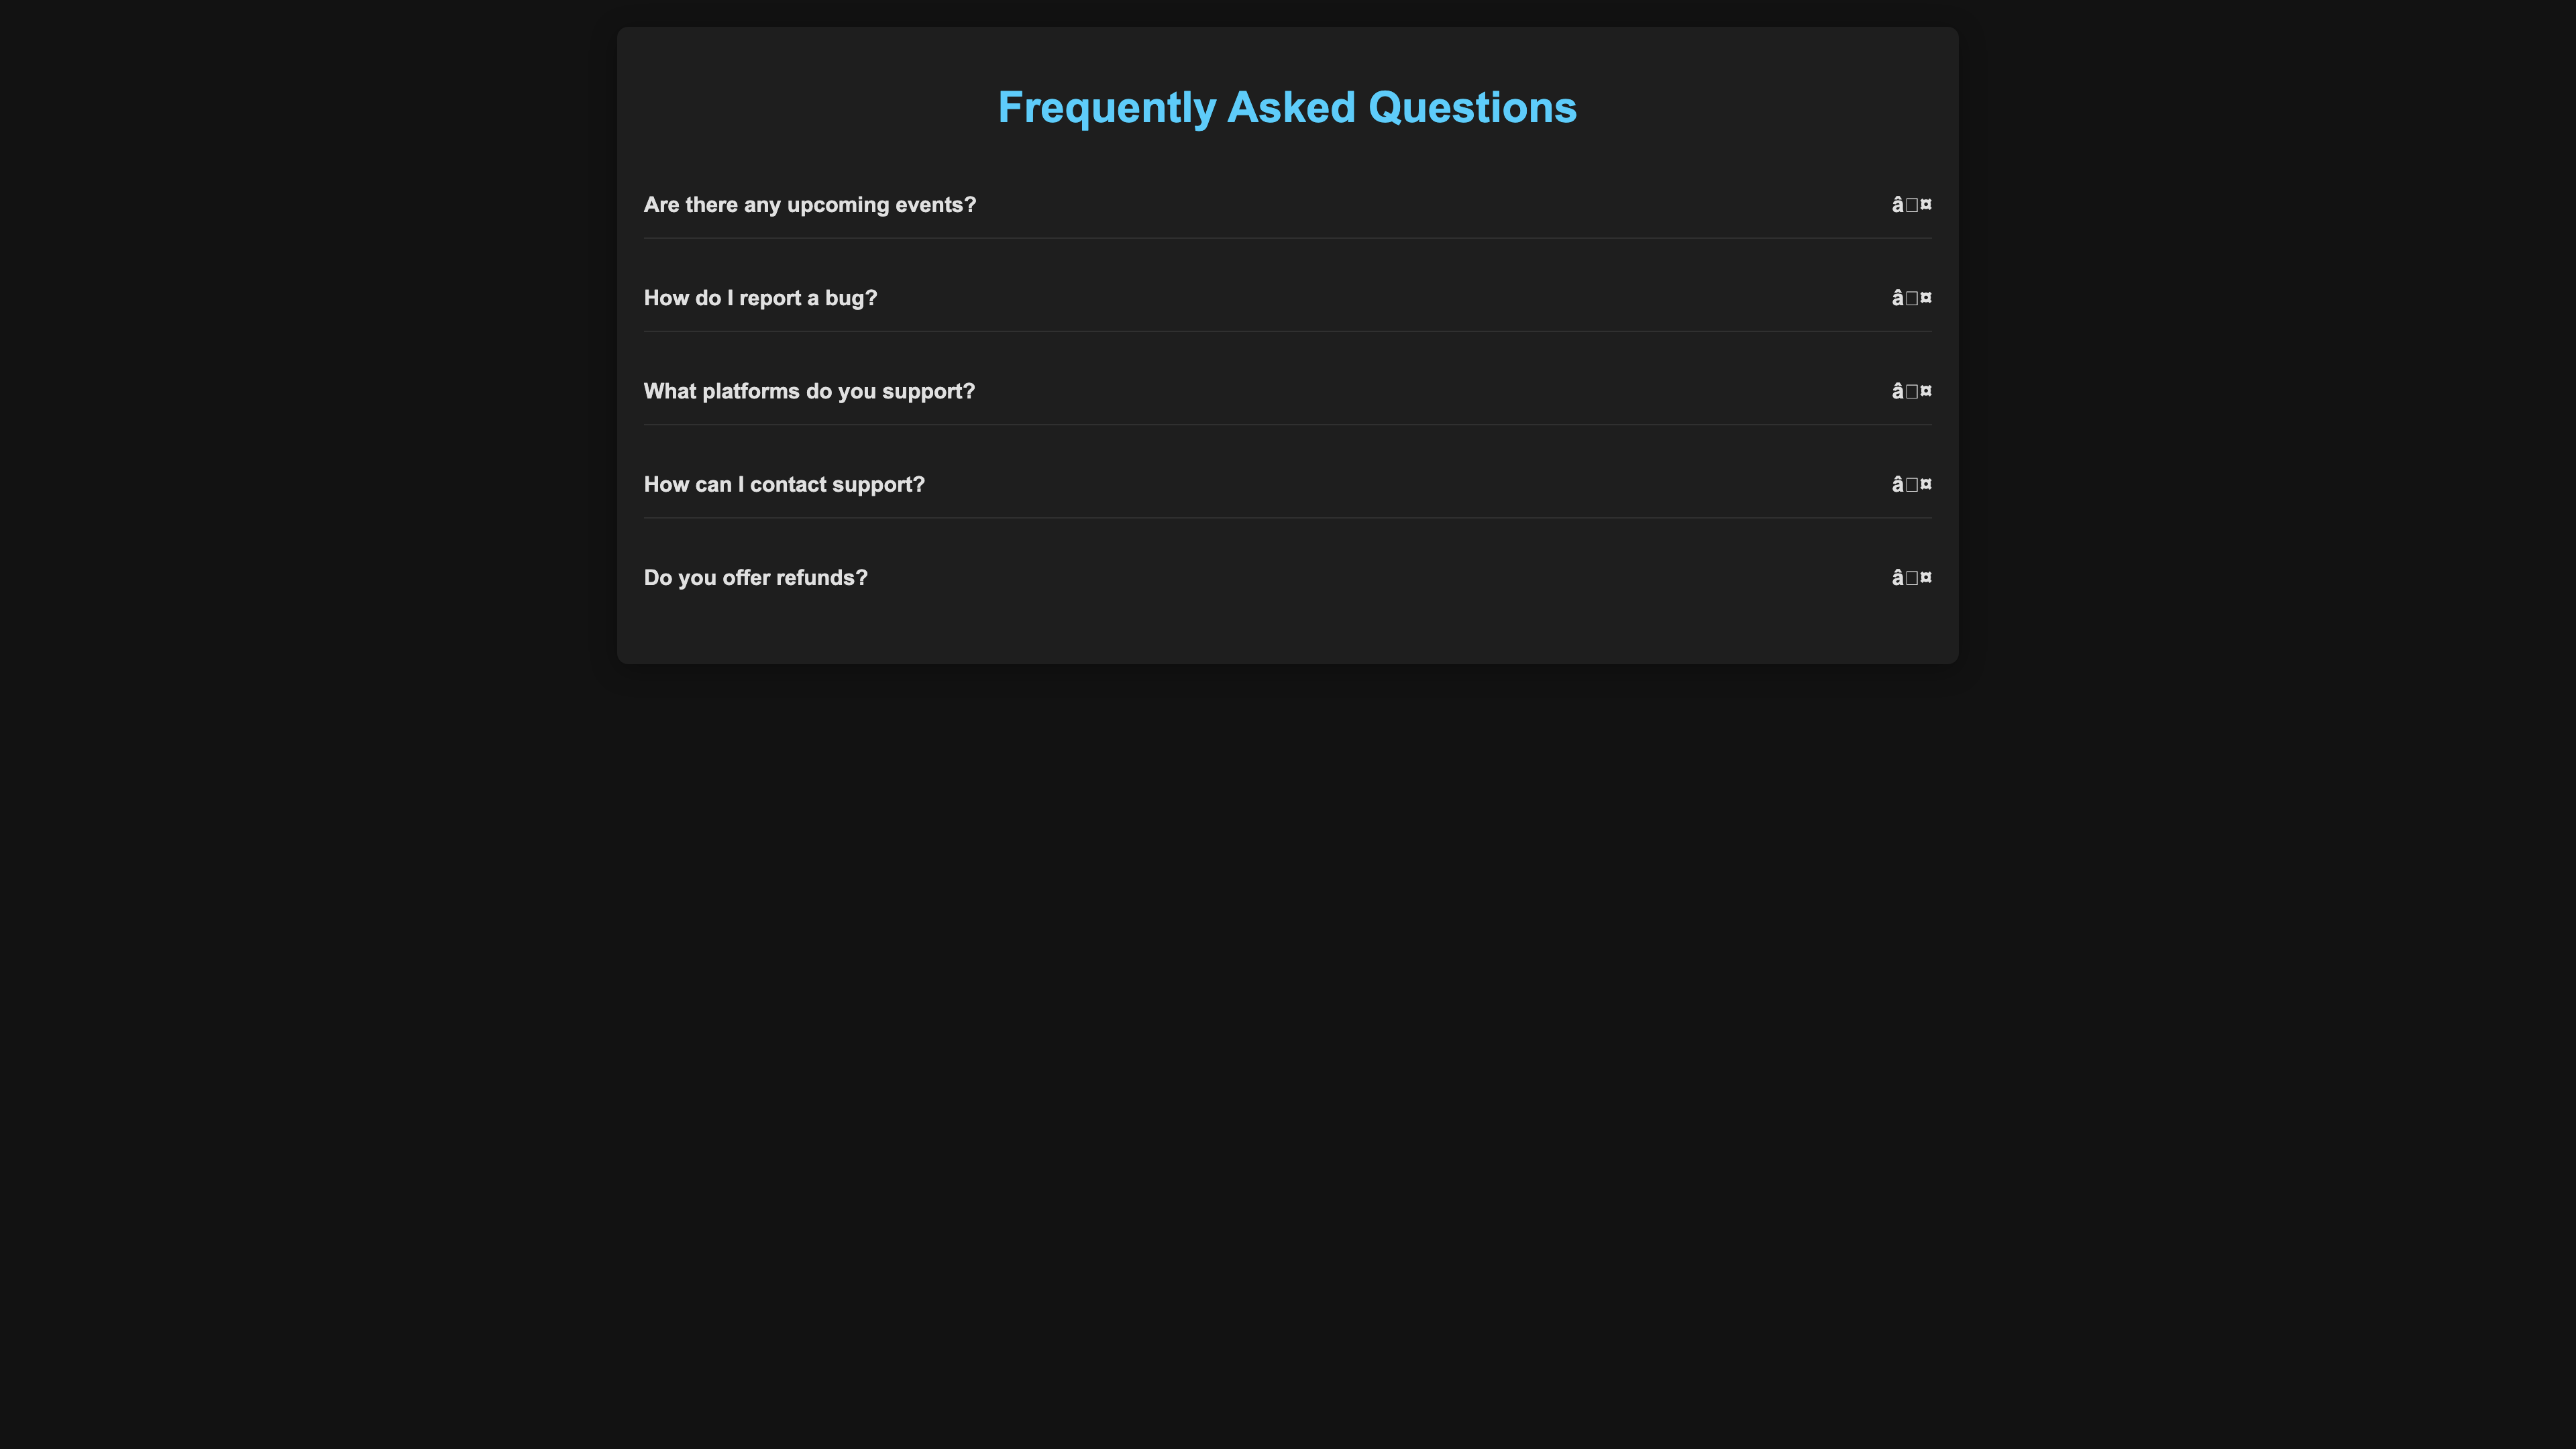 Frequently Asked Questions
Are there any upcoming events? â□¤
How do I report a bug? â□¤
What platforms do you support? â□¤
How can I contact support? â□¤
Do you offer refunds? â□¤